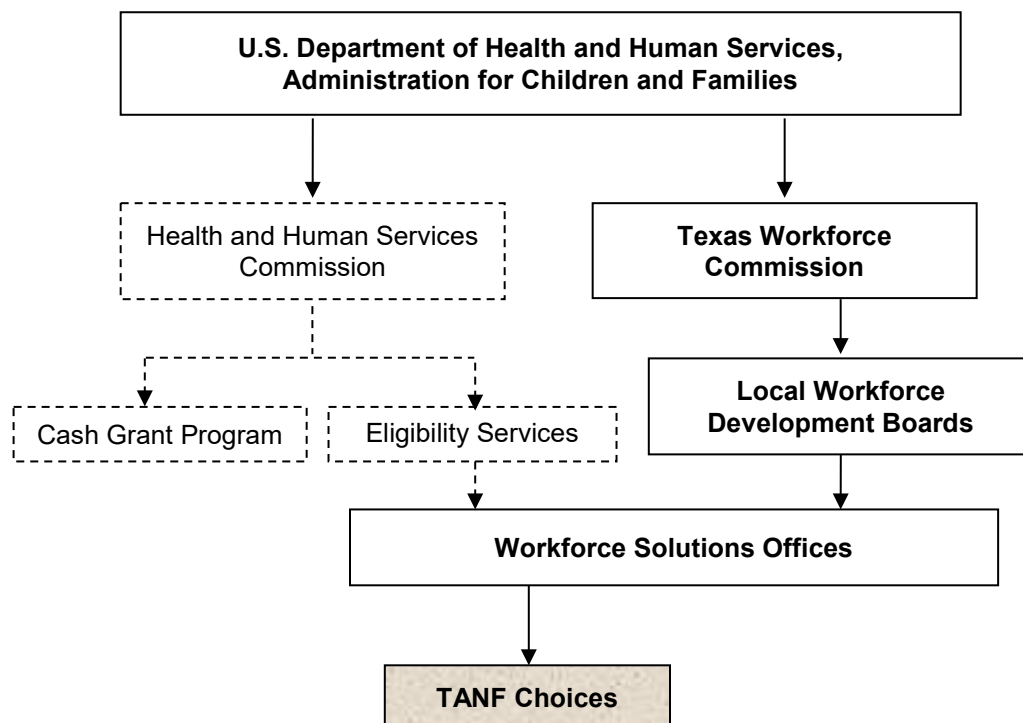 U.S. Department of Health and Human Services,
Administration for Children and Families
Health and Human Services
Commission
Texas Workforce
Commission
Cash Grant Program
Eligibility Services
Local Workforce
Development Boards
Workforce Solutions Offices
TANF Choices